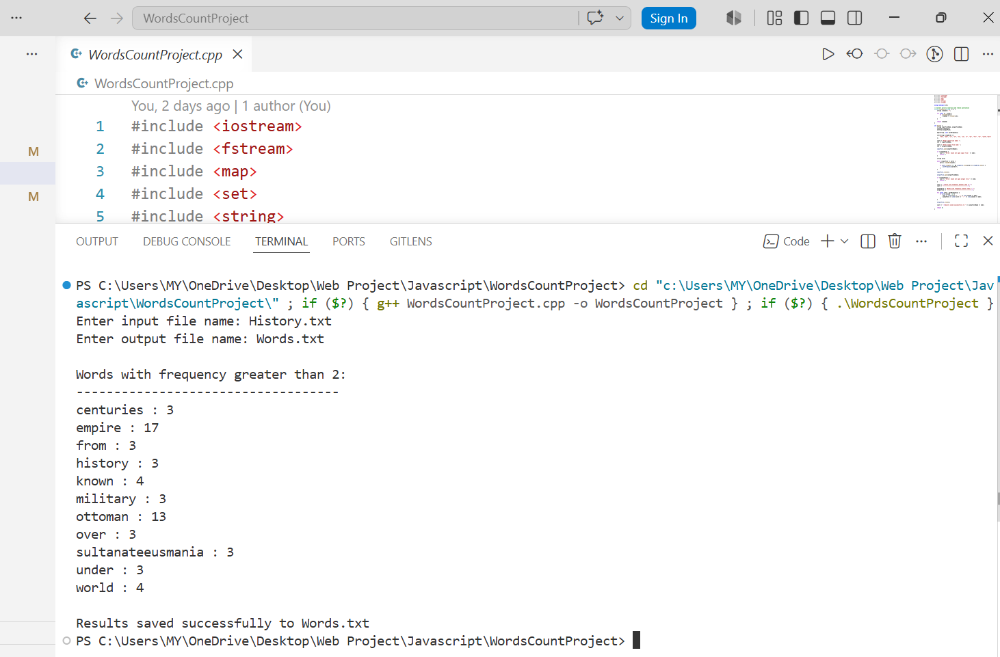 WordsCountProject
Sign In
WordsCountProject.cpp
WordsCountProject.cpp
You, 2 days ago | 1 author (You)
1 #include <iostream>
M
2 #include <fstream>
3 #include <map>
M
4 #include <set>
5 #include <string>
OUTPUT DEBUG CONSOLE TERMINAL PORTS GITLENS Code
PS C:\Users\MY\OneDrive\Desktop\Web Project\Javascript\WordsCountProject> cd "c:\Users\MY\OneDrive\Desktop\Web Project\Jav
ascript\WordsCountProject\" ; if ($?) { g++ WordsCountProject.cpp -o WordsCountProject } ; if ($?) { .\WordsCountProject }
Enter input file name: History.txt
Enter output file name: Words.txt
Words with frequency greater than 2:
-----------------------------------
centuries : 3
empire : 17
from : 3
history : 3
known : 4
military : 3
ottoman : 13
over : 3
sultanateeusmania : 3
under : 3
world : 4
Results saved successfully to Words.txt
PS C:\Users\MY\OneDrive\Desktop\Web Project\Javascript\WordsCountProject>